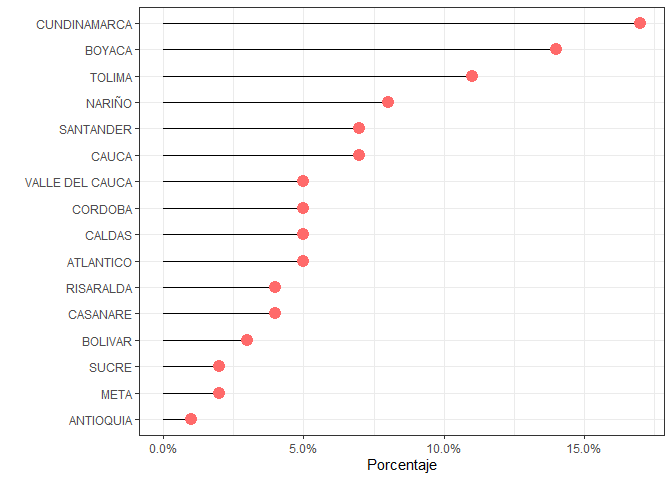 CUNDINAMARCA
BOYACA
TOLIMA
NARIÑO
SANTANDER
CAUCA
VALLE DEL CAUCA
CORDOBA
CALDAS
ATLANTICO
RISARALDA
CASANARE
BOLIVAR
SUCRE
META
ANTIOQUIA
0.0% 5.0% 10.0% 15.0%
Porcentaje